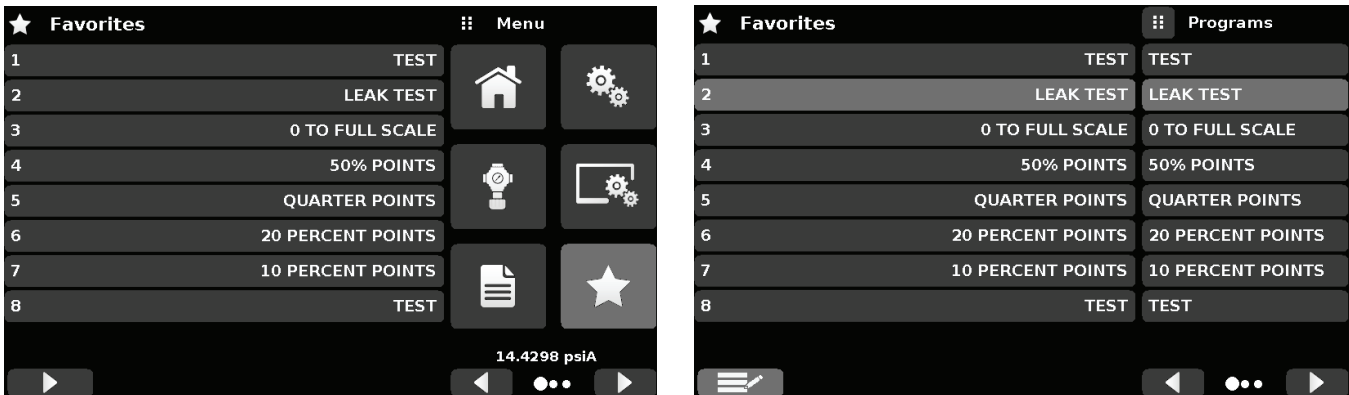 Favorites
Menu
1 TEST
2 LEAK TEST
3 0 TO FULL SCALE
4 50% POINTS
5 QUARTER POINTS
6 20 PERCENT POINTS
7 10 PERCENT POINTS
8 TEST
14.4298 psiA
Favorites
Programs
1 TEST TEST
2 LEAK TEST LEAK TEST
3 0 TO FULL SCALE 0 TO FULL SCALE
4 50% POINTS 50% POINTS
5 QUARTER POINTS QUARTER POINTS
6 20 PERCENT POINTS 20 PERCENT POINTS
7 10 PERCENT POINTS 10 PERCENT POINTS
8 TEST TEST